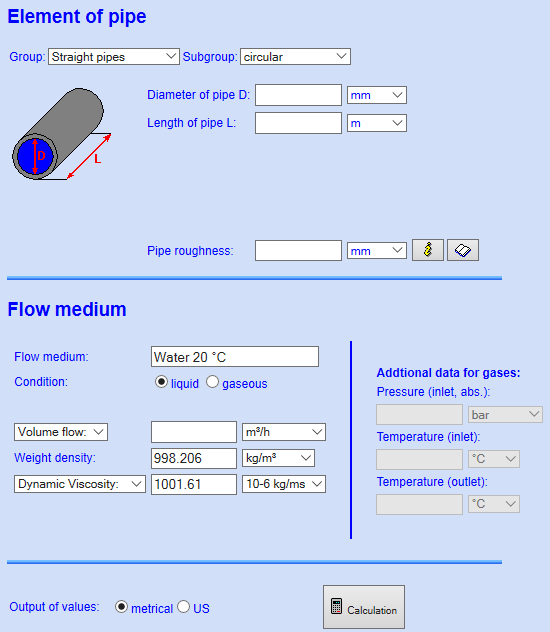 Element of pipe
Group: Straight pipes Subgroup: circular
Diameter of pipe D: mm
Length of pipe L: m
D
L
Pipe roughness: mm
Flow medium
Flow medium: Water 20 °C
Condition: liquid gaseous
Volume flow: m³/h
Weight density: 998.206 kg/m³
Dynamic Viscosity: 1001.61 10-6 kg/ms
Addtional data for gases:
Pressure (inlet, abs.):
bar
Temperature (inlet):
°C
Temperature (outlet):
°C
Output of values: metrical US
Calculation